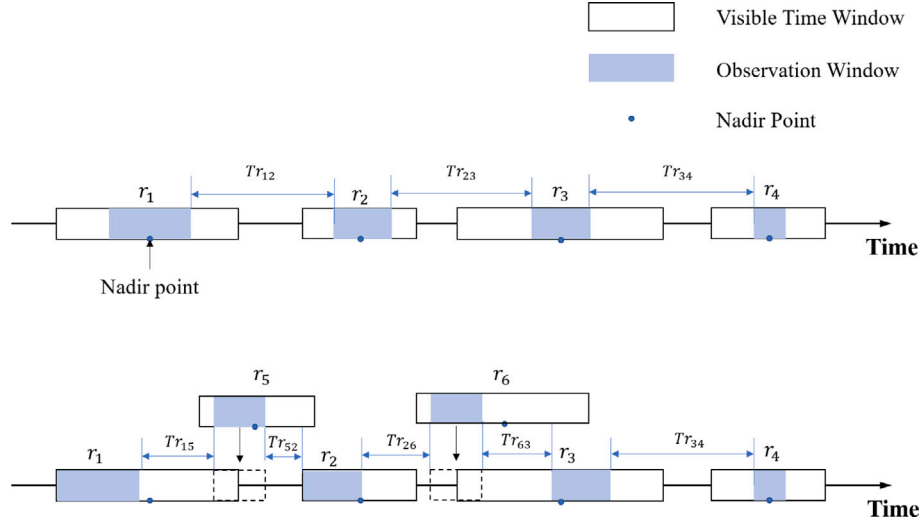 Visible Time Window
Observation Window
Nadir Point
Tr₁₂ Tr₂₃ Tr₃₄
r₁ r₂ r₃ r₄
Time
Nadir point
r₅ r₆
Tr₁₅ Tr₅₂ Tr₂₆ Tr₆₃ Tr₃₄
r₁ r₂ r₃ r₄
Time